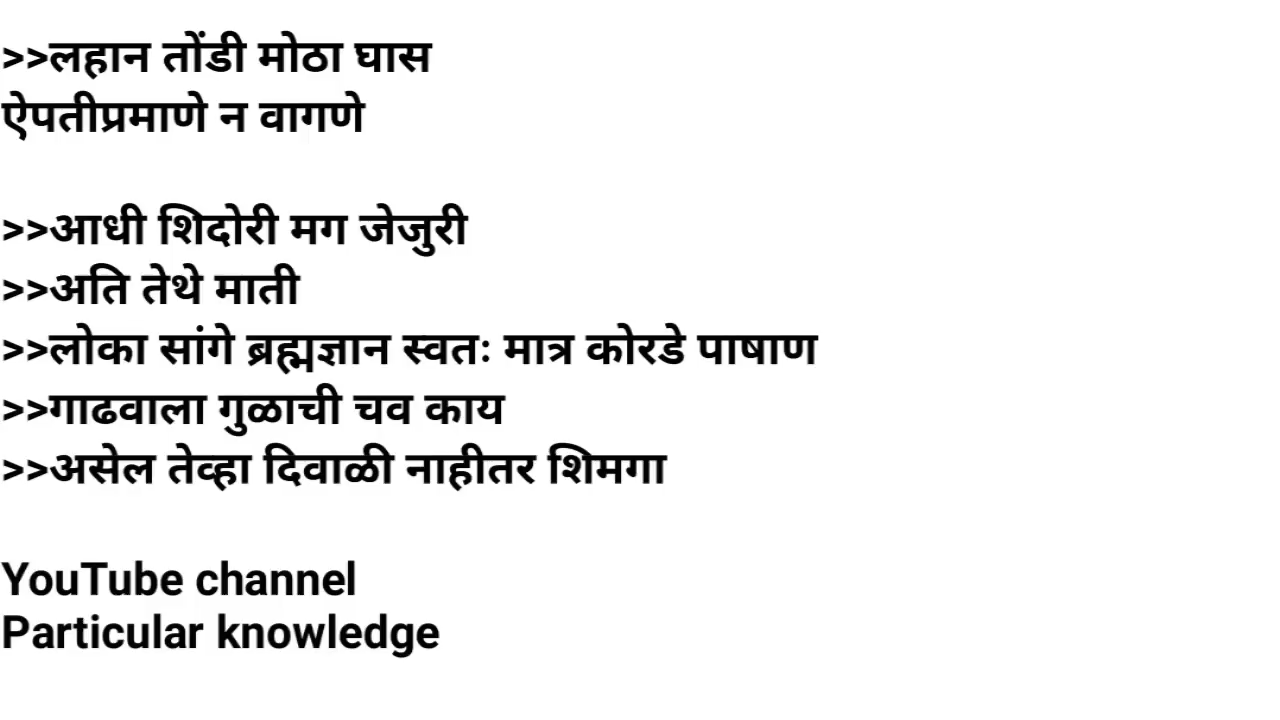 >>लहान तोंडी मोठा घास
ऐपतीप्रमाणे न वागणे
>>आधी शिदोरी मग जेजुरी
>>अति तेथे माती
>>लोका सांगे ब्रह्मज्ञान स्वतः मात्र कोरडे पाषाण
>>गाढवाला गुळाची चव काय
>>असेल तेव्हा दिवाळी नाहीतर शिमगा
YouTube channel
Particular knowledge